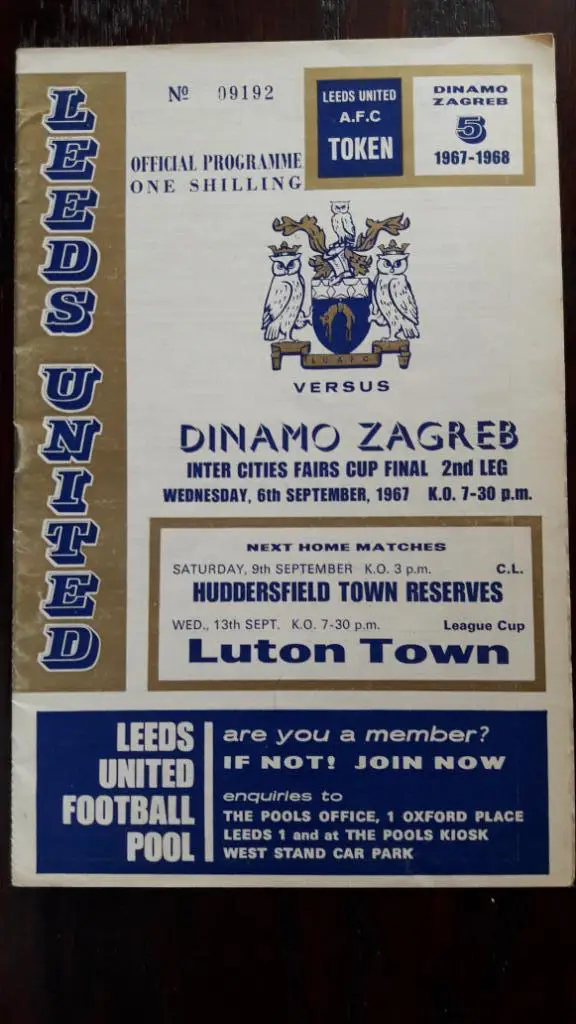 LEEDS UNITED
Nº 09192
OFFICIAL PROGRAMME
ONE SHILLING
LEEDS UNITED
A.F.C
TOKEN
DINAMO
ZAGREB
5
1967-1968
L.U.A.F.C
VERSUS
DINAMO ZAGREB
INTER CITIES FAIRS CUP FINAL 2nd LEG
WEDNESDAY, 6th SEPTEMBER, 1967 K.O. 7-30 p.m.
NEXT HOME MATCHES
SATURDAY, 9th SEPTEMBER K.O. 3 p.m. C.L.
HUDDERSFIELD TOWN RESERVES
WED., 13th SEPT. K.O. 7-30 p.m. League Cup
Luton Town
LEEDS
UNITED
FOOTBALL
POOL
are you a member?
IF NOT! JOIN NOW
enquiries to
THE POOLS OFFICE, 1 OXFORD PLACE
LEEDS 1 and at THE POOLS KIOSK
WEST STAND CAR PARK